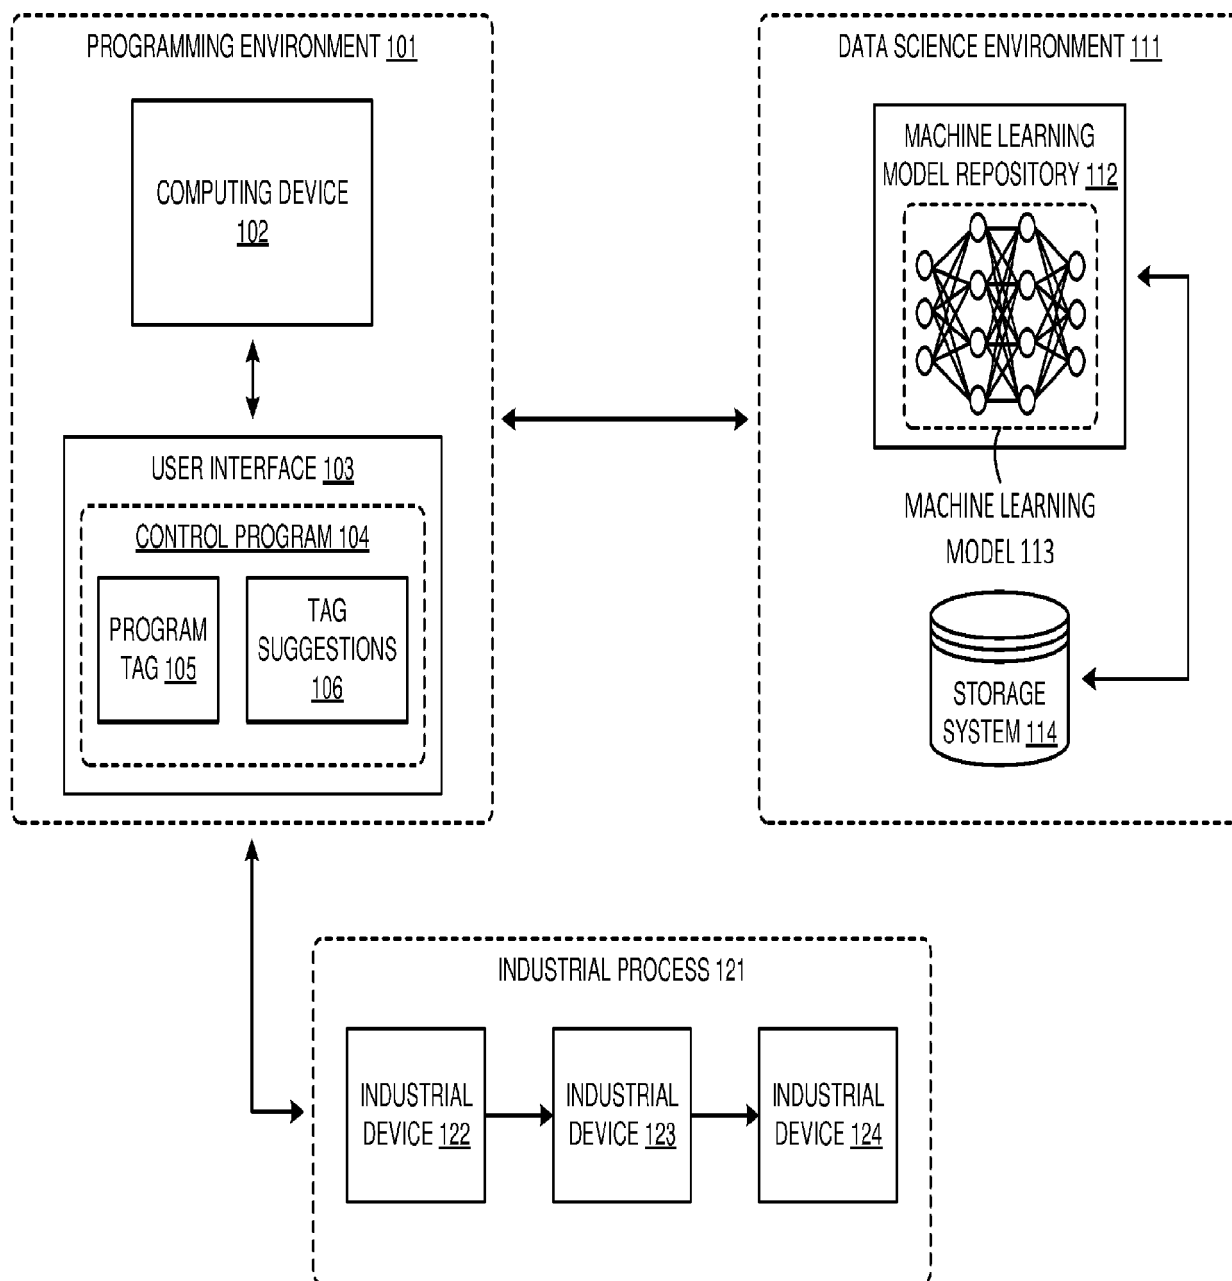 PROGRAMMING ENVIRONMENT 101
COMPUTING DEVICE
102
USER INTERFACE 103
CONTROL PROGRAM 104
PROGRAM
TAG 105
TAG
SUGGESTIONS
106
DATA SCIENCE ENVIRONMENT 111
MACHINE LEARNING
MODEL REPOSITORY 112
MACHINE LEARNING
MODEL 113
STORAGE
SYSTEM 114
INDUSTRIAL PROCESS 121
INDUSTRIAL
DEVICE 122
INDUSTRIAL
DEVICE 123
INDUSTRIAL
DEVICE 124